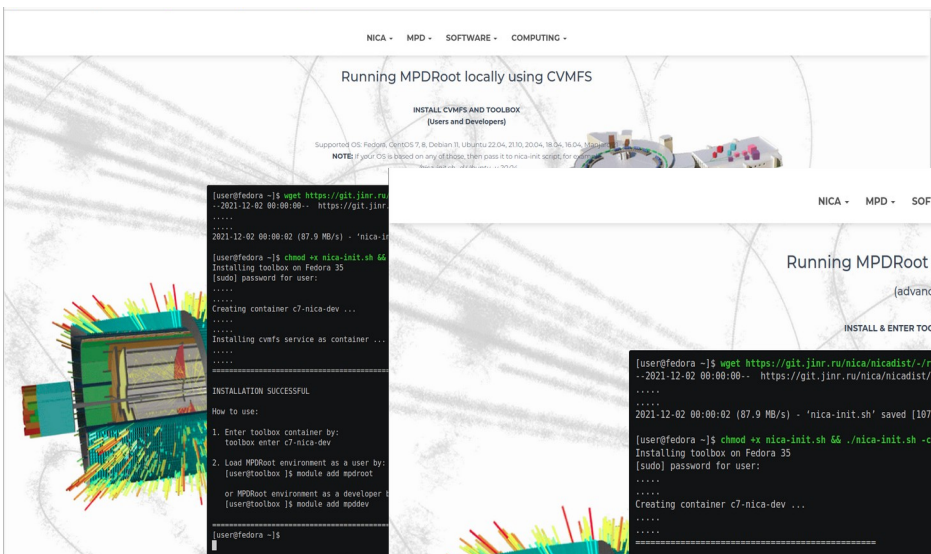 NICA MPD SOFTWARE COMPUTING
Running MPDRoot locally using CVMFS
INSTALL CVMFS AND TOOLBOX
(Users and Developers)
Supported OS: Fedora, CentOS 7, 8, Debian 11, Ubuntu 22.04, 21.10, 20.04, 18.04, 16.04,
NOTE: if your OS is based on any of those, then pass it to nica-init script, for example
[user@fedora ~]$ wget https://git.jinr.ru/
--2021-12-02 00:00:00-- https://git.jinr.
.....
.....
2021-12-02 00:00:02 (87.9 MB/s) - ‘nica-in
[user@fedora ~]$ chmod +x nica-init.sh &&
Installing toolbox on Fedora 35
[sudo] password for user:
.....
.....
Creating container c7-nica-dev ...
.....
.....
Installing cvmfs service as container ...
.....
.....
==========================================
INSTALLATION SUCCESSFUL
How to use:
1. Enter toolbox container by:
toolbox enter c7-nica-dev
2. Load MPDRoot environment as a user by:
[user@toolbox ]$ module add mpdroot
or MPDRoot environment as a developer b
[user@toolbox ]$ module add mpddev
==========================================
[user@fedora ~]$
NICA MPD SOF
Running MPDRoot
(advanc
INSTALL & ENTER TOO
[user@fedora ~]$ wget https://git.jinr.ru/nica/nicadist/-/r
--2021-12-02 00:00:00-- https://git.jinr.ru/nica/nicadist/
.....
.....
2021-12-02 00:00:02 (87.9 MB/s) - ‘nica-init.sh’ saved [107
[user@fedora ~]$ chmod +x nica-init.sh && ./nica-init.sh -c
Installing toolbox on Fedora 35
[sudo] password for user:
.....
.....
Creating container c7-nica-dev ...
.....
.....
================================================